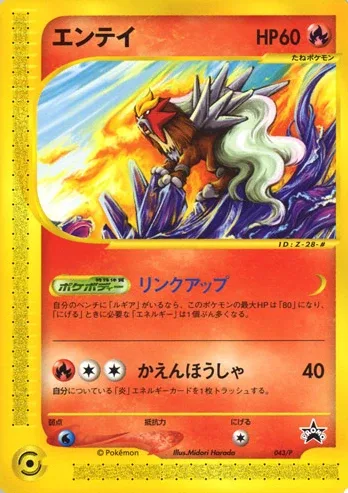 エンテイ HP60
たねポケモン
ID:Z-28-#
特殊体質
ポケボディー リンクアップ
自分のベンチに「ルギア」がいるなら、このポケモンの最大HPは「80」になり、
「にげる」ときに必要な「エネルギー」は1個ぶん多くなる。
かえんほうしゃ 40
自分についている「炎」エネルギーカードを1枚トラッシュする。
弱点 抵抗力 にげる
©Pokémon Illus.Midori Harada 043/P